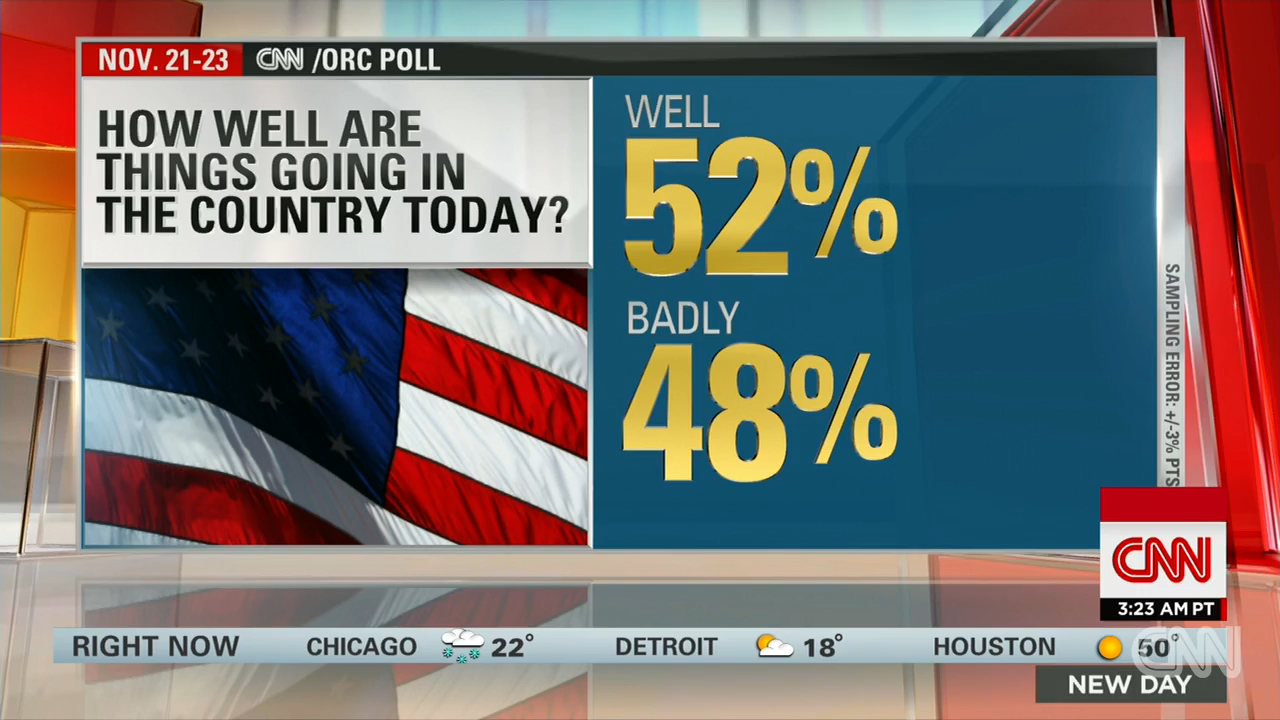 NOV. 21-23 CNN /ORC POLL
HOW WELL ARE
THINGS GOING IN
THE COUNTRY TODAY?
WELL
52%
BADLY
48%
SAMPLING ERROR: +/-3% PTS
CNN
3:23 AM PT
RIGHT NOW CHICAGO 22° DETROIT 18° HOUSTON 50°
CNN
NEW DAY